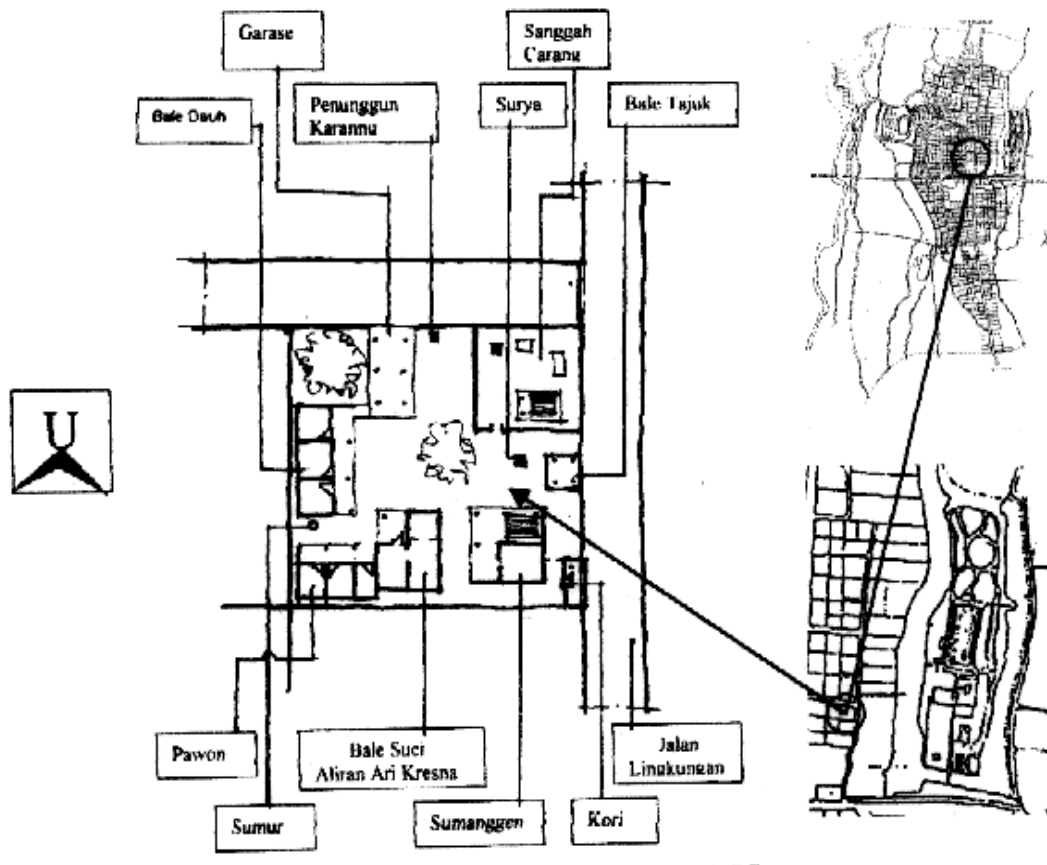 Garase
Sanggah
Carang
Bale Dauh
Penunggun
Karannu
Surya
Bale Tajuk
U
Pawon
Bale Suci
Aliran Ari Kresna
Jalan
Lingkungan
Sumur
Sumanggen
Kori